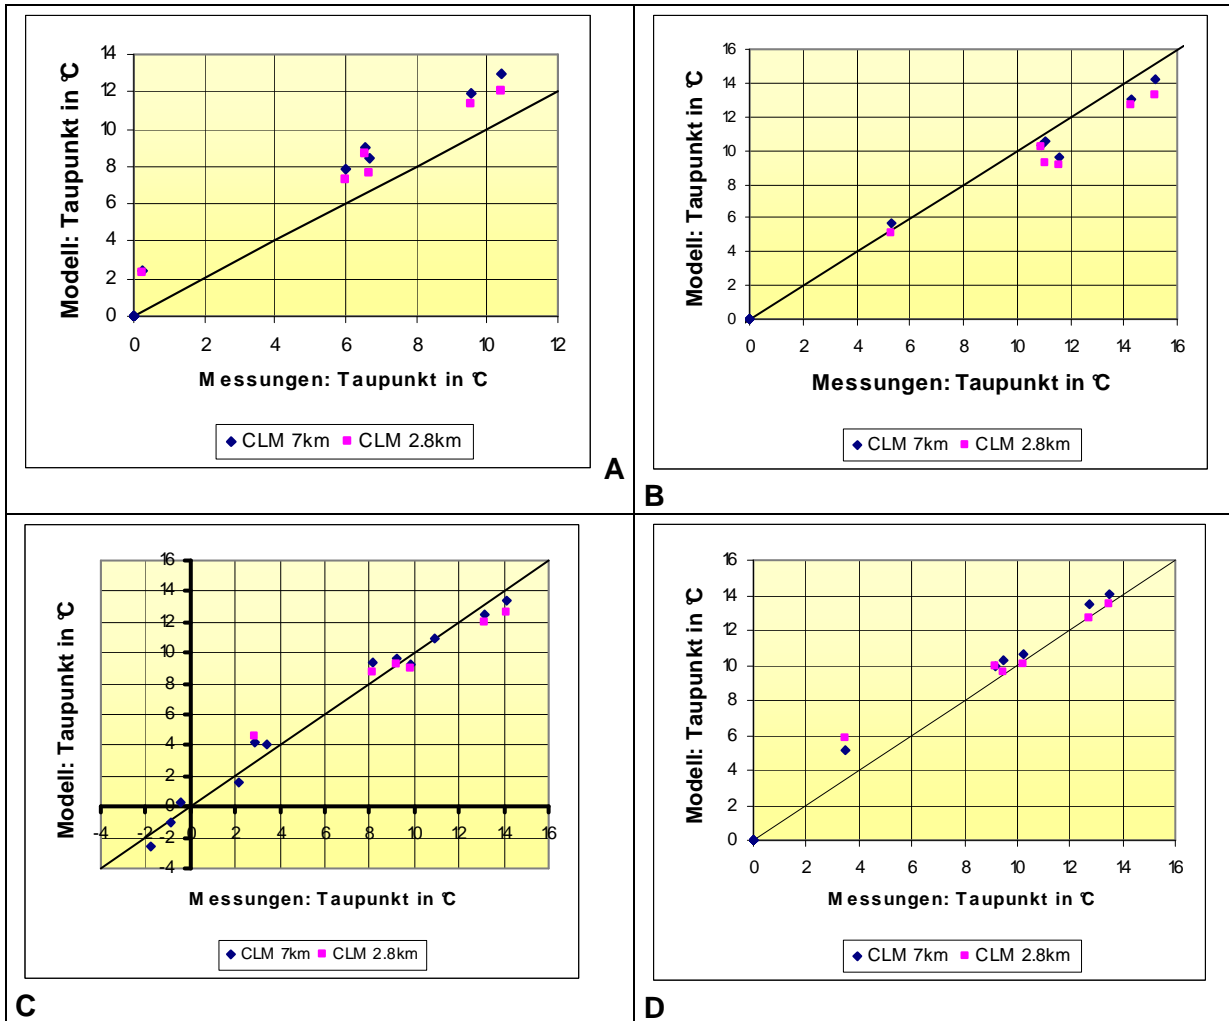 14
12
10
8
6
4
2
0
0 2 4 6 8 10 12
Modell: Taupunkt in °C
Messungen: Taupunkt in °C
CLM 7km CLM 2.8km
A
16
14
12
10
8
6
4
2
0
0 2 4 6 8 10 12 14 16
Modell: Taupunkt in °C
Messungen: Taupunkt in °C
CLM 7km CLM 2.8km
B
16
14
12
10
8
6
4
2
0
-2
-4
-4 -2 0 2 4 6 8 10 12 14 16
Modell: Taupunkt in °C
Messungen: Taupunkt in °C
CLM 7km CLM 2.8km
C
16
14
12
10
8
6
4
2
0
0 2 4 6 8 10 12 14 16
Modell: Taupunkt in °C
Messungen: Taupunkt in °C
CLM 7km CLM 2.8km
D